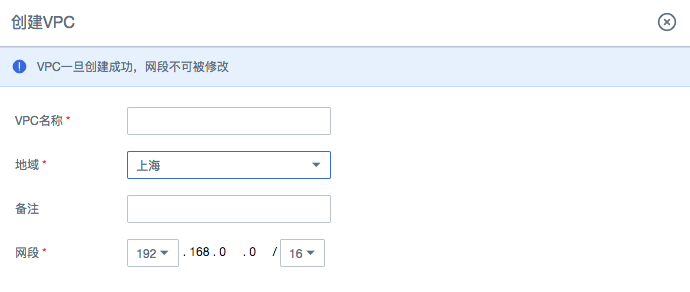 创建VPC
VPC一旦创建成功，网段不可被修改
VPC名称 *
地域 * 上海
备注
网段 * 192 . 168 . 0 . 0 / 16